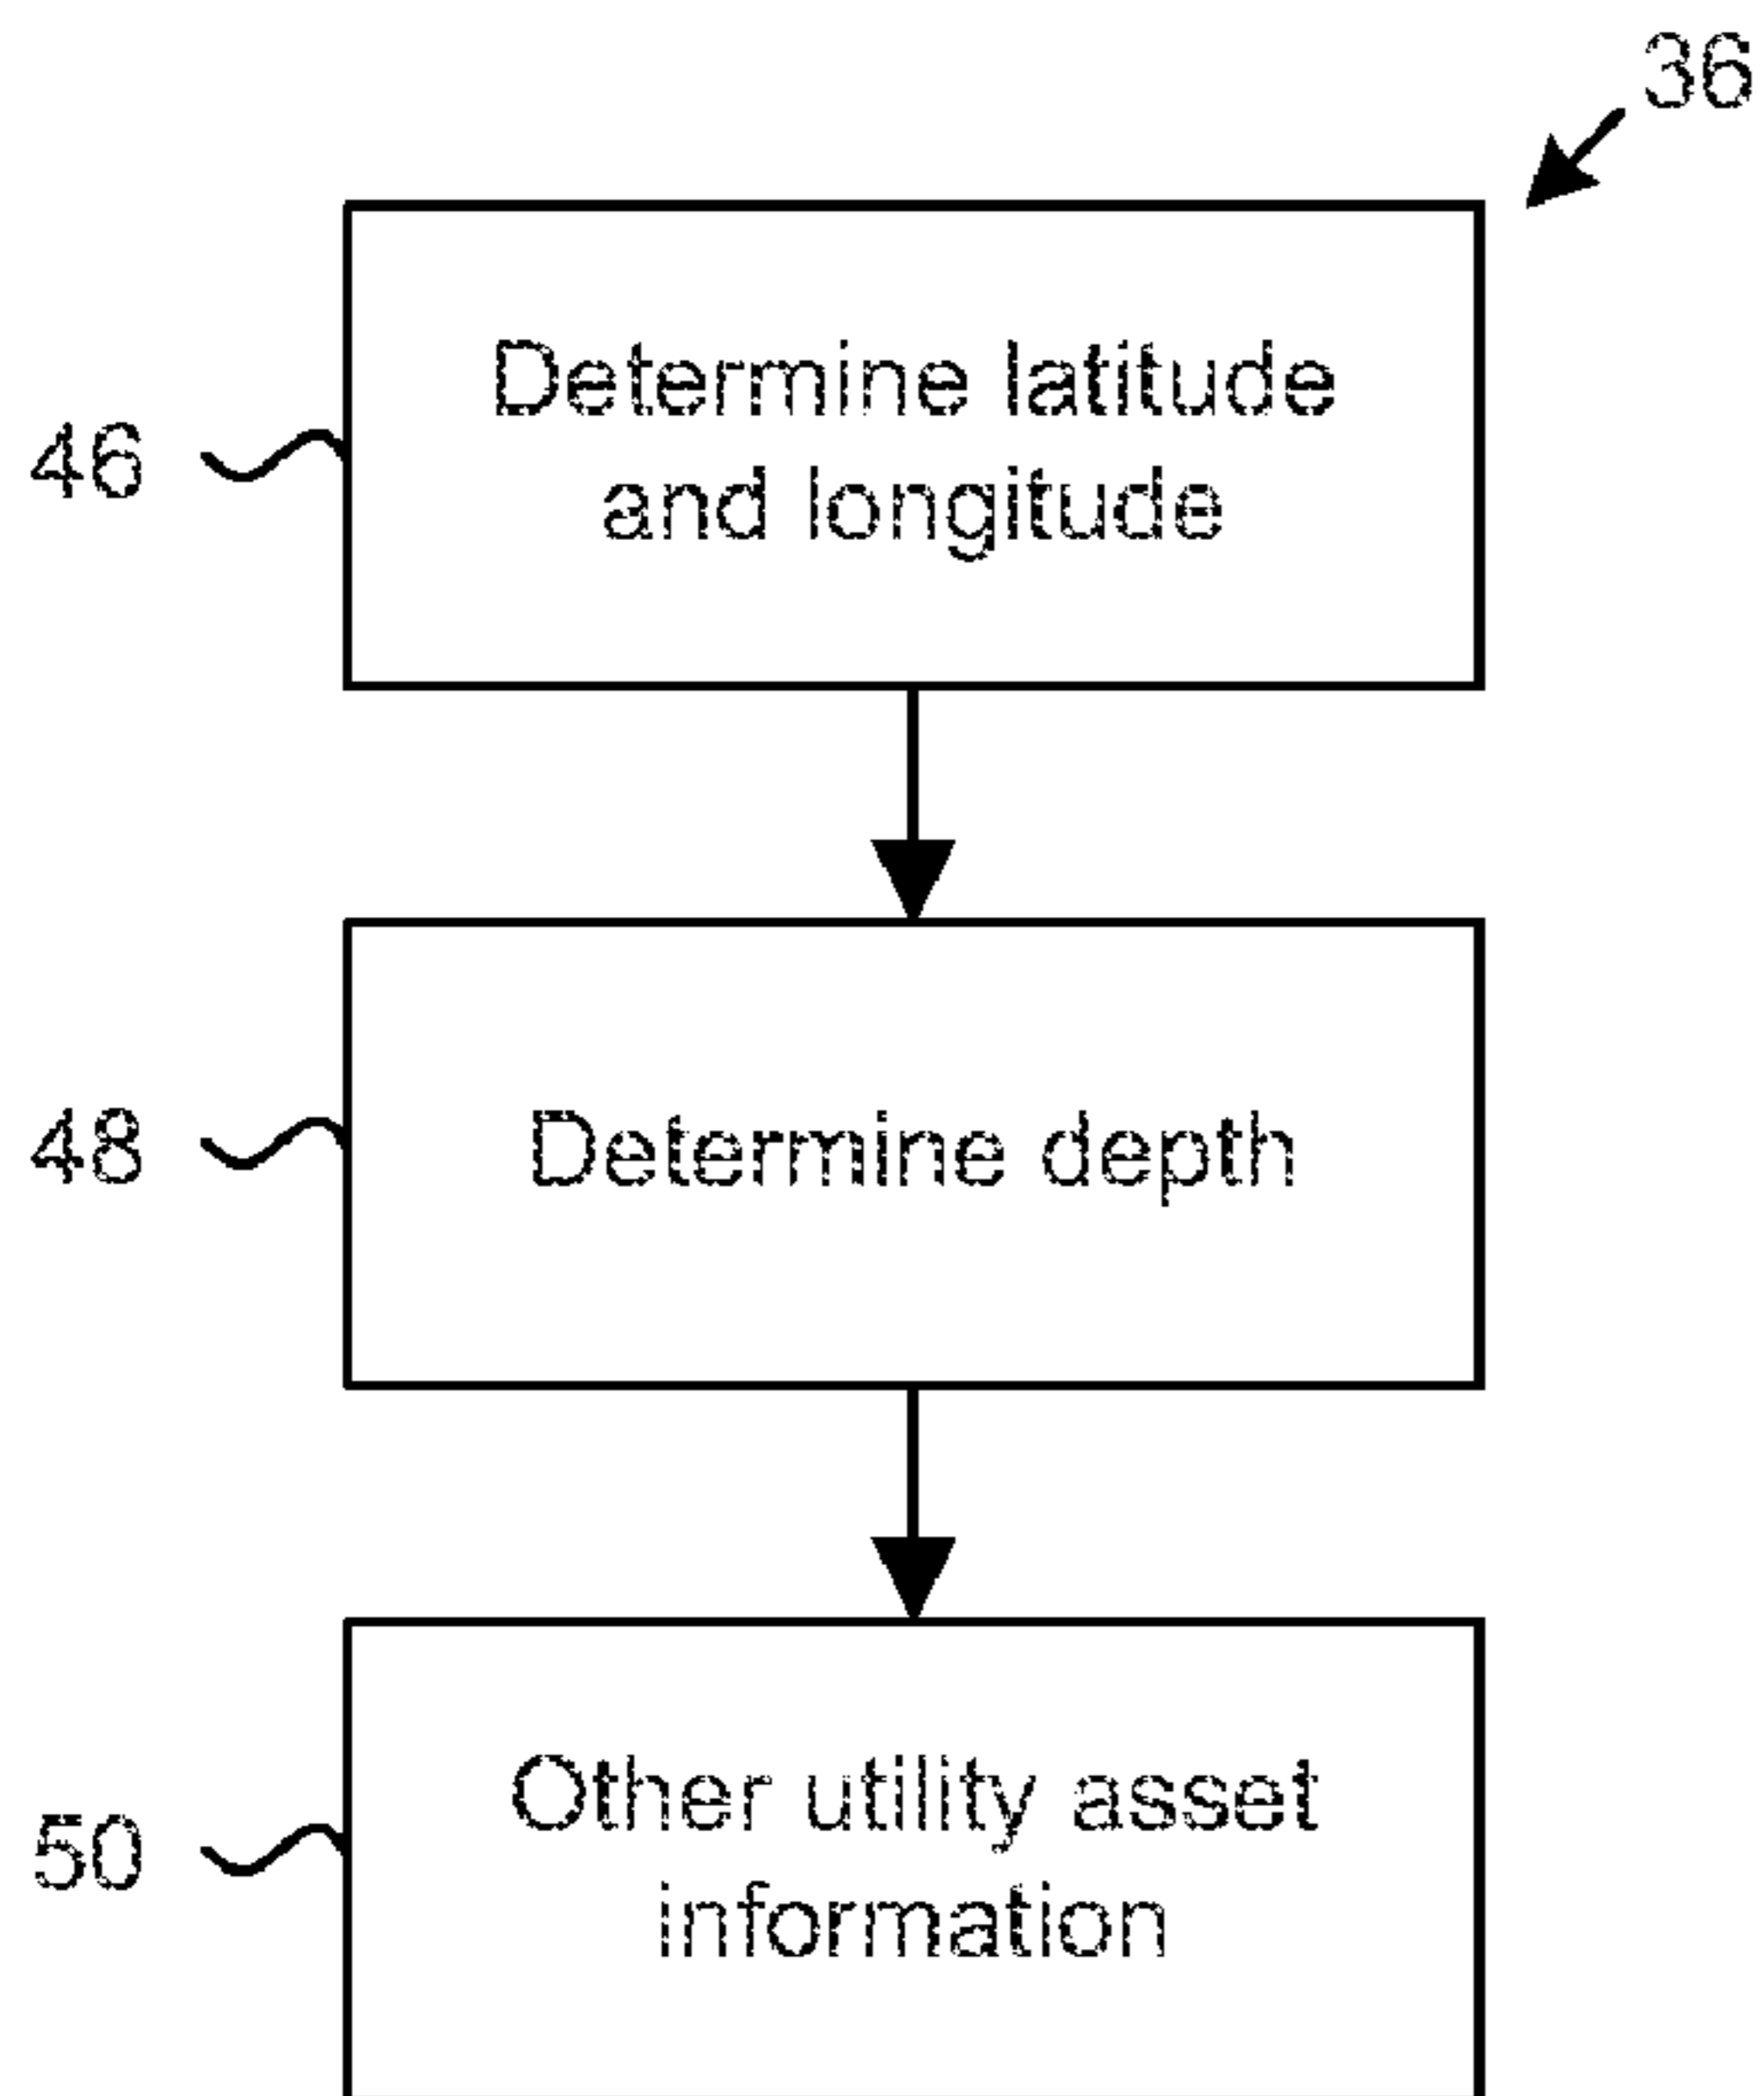 36
Determine latitude
and longitude
46
Determine depth
48
Other utility asset
information
50